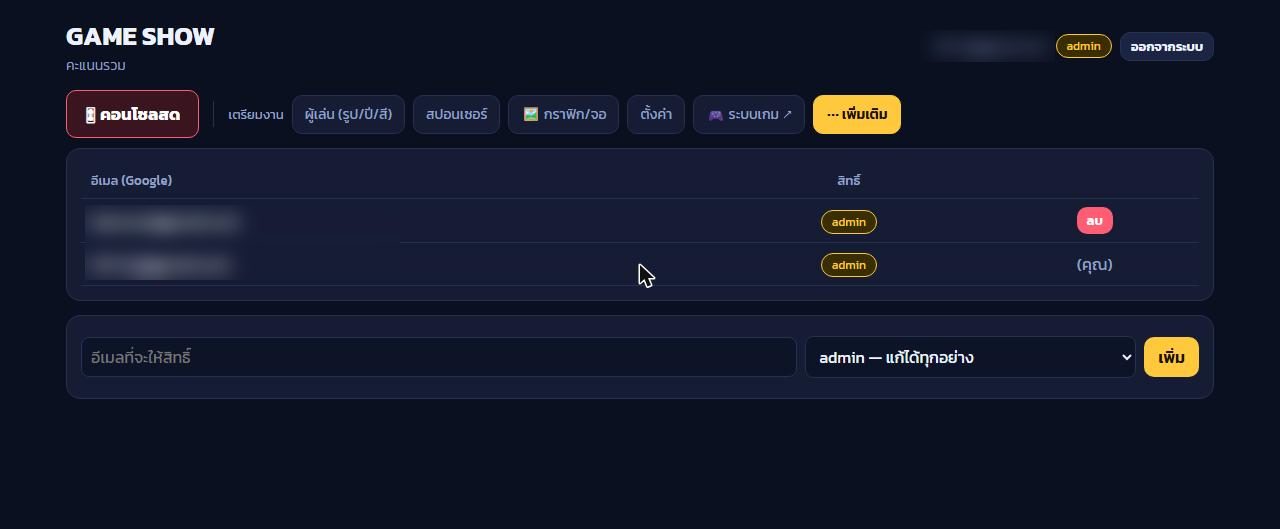 GAME SHOW
คะแนนรวม
admin
ออกจากระบบ
🎚 คอนโซลสด
เตรียมงาน
ผู้เล่น (รูป/ปี/สี)
สปอนเซอร์
🖼️ กราฟิก/จอ
ตั้งค่า
🎮 ระบบเกม ↗
⋯ เพิ่มเติม
อีเมล (Google)
สิทธิ์
admin
ลบ
admin
(คุณ)
อีเมลที่จะให้สิทธิ์
admin — แก้ได้ทุกอย่าง
เพิ่ม